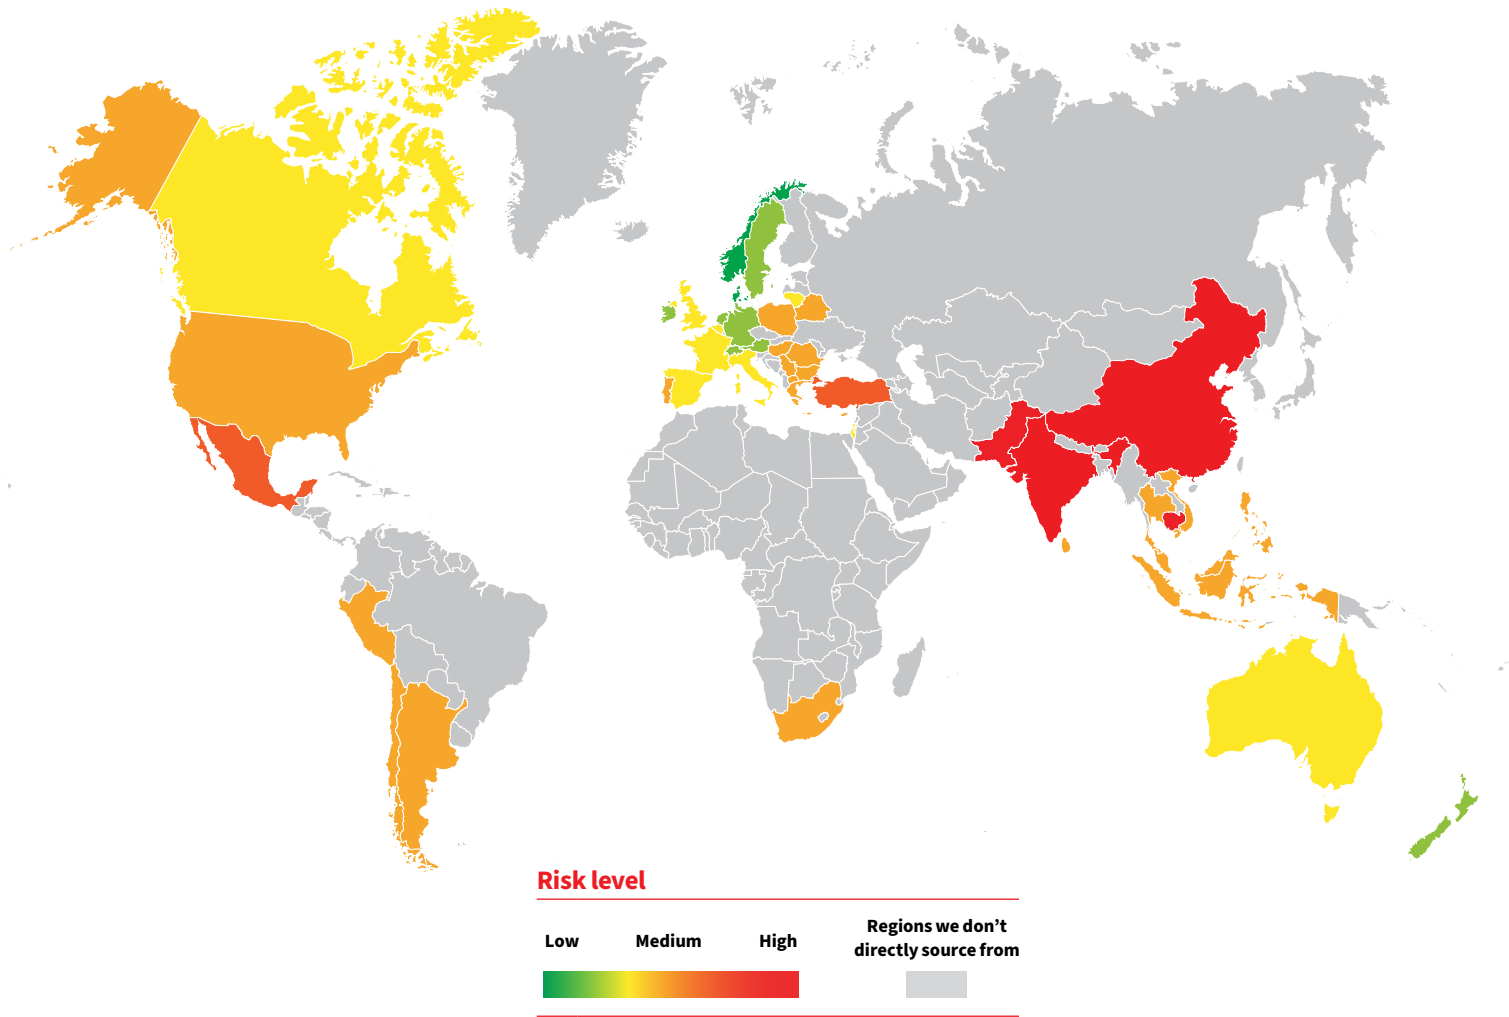 Risk level
Low Medium High
Regions we don’t
directly source from